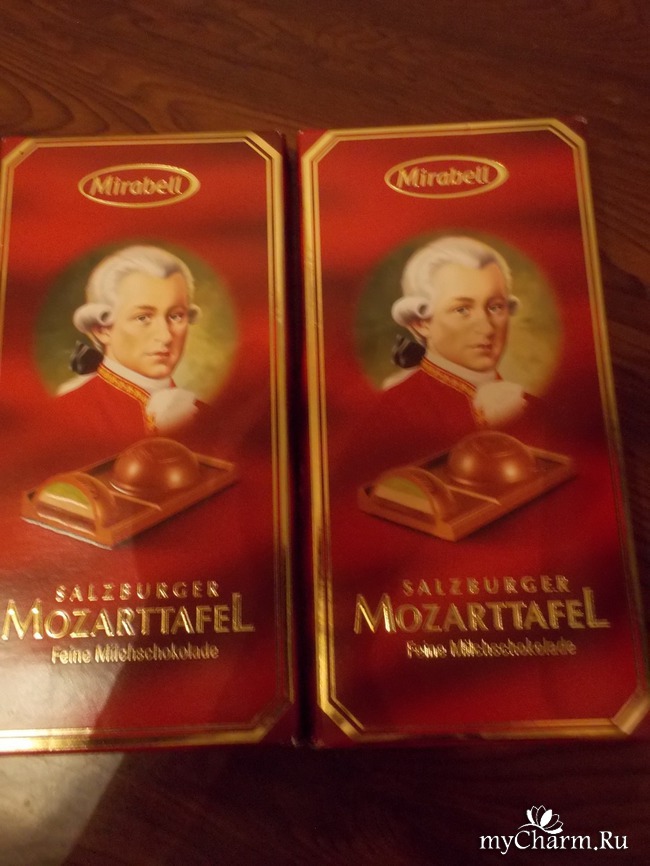 Mirabell
SALZBURGER
MOZARTTAFEL
Feine Milchschokolade
Mirabell
SALZBURGER
MOZARTTAFEL
Feine Milchschokolade
myCharm.Ru